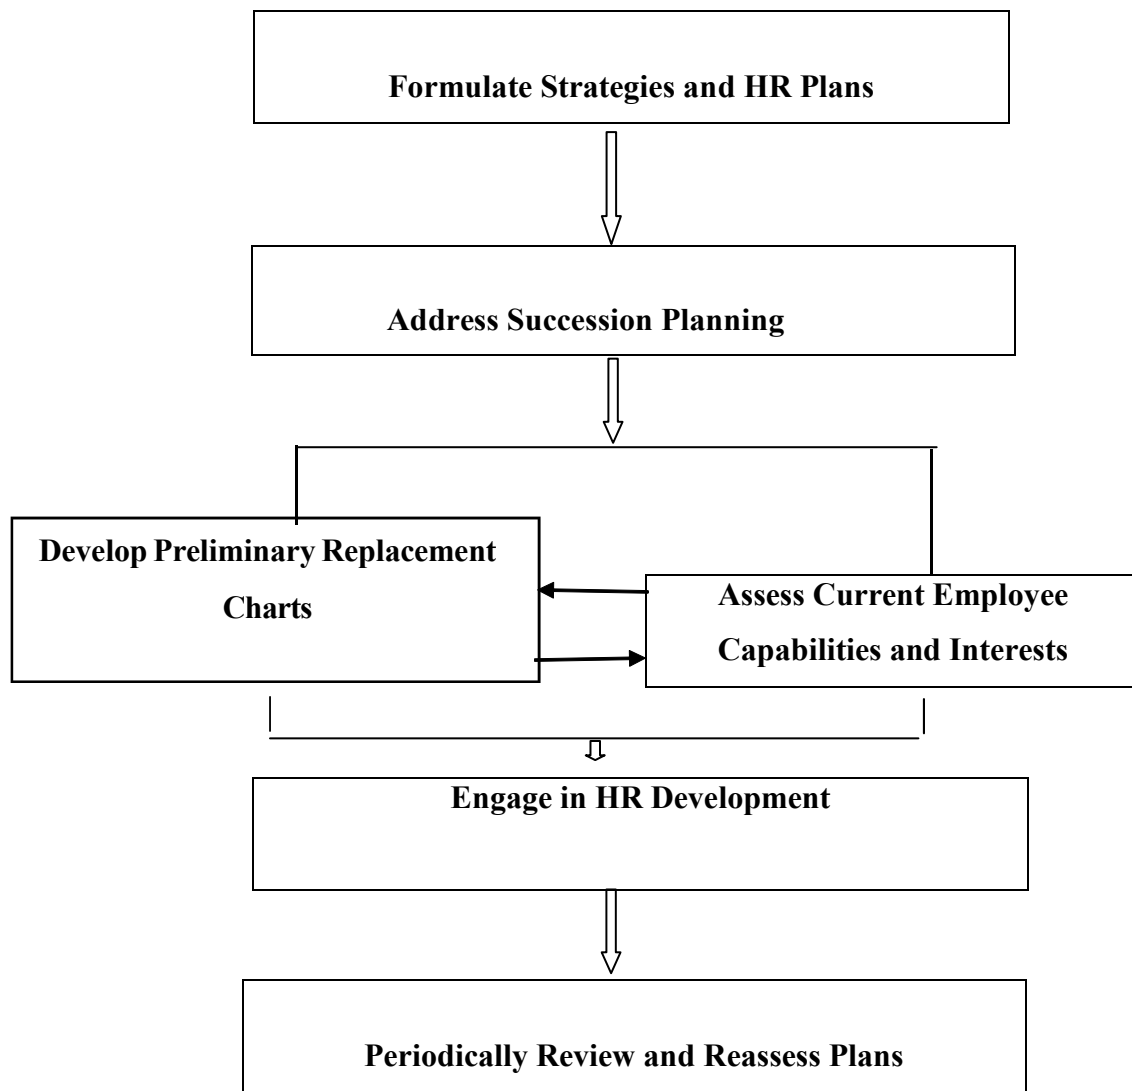 Formulate Strategies and HR Plans
Address Succession Planning
Develop Preliminary Replacement
Charts
Assess Current Employee
Capabilities and Interests
Engage in HR Development
Periodically Review and Reassess Plans